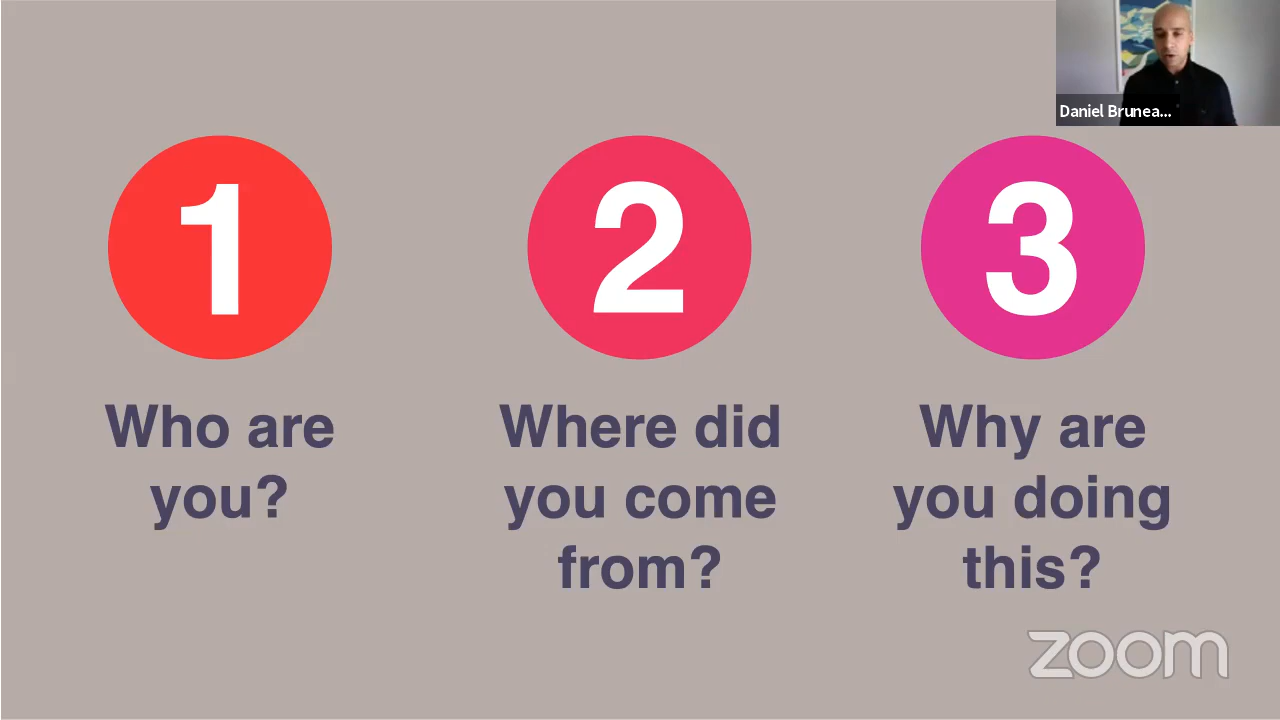 Daniel Brunea...
1
2
3
Who are
you?
Where did
you come
from?
Why are
you doing
this?
zoom